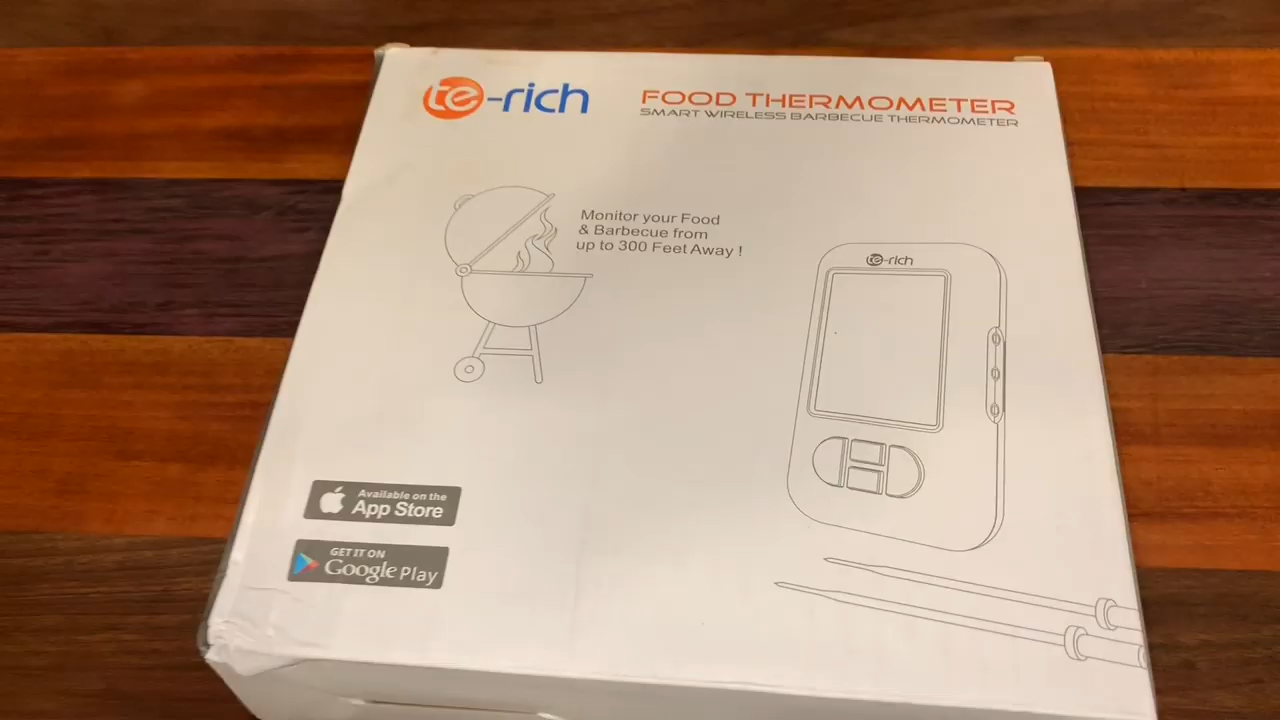 te-rich
FOOD THERMOMETER
SMART WIRELESS BARBECUE THERMOMETER
Monitor your Food
& Barbecue from
up to 300 Feet Away !
te-rich
Available on the
App Store
GET IT ON
Google Play